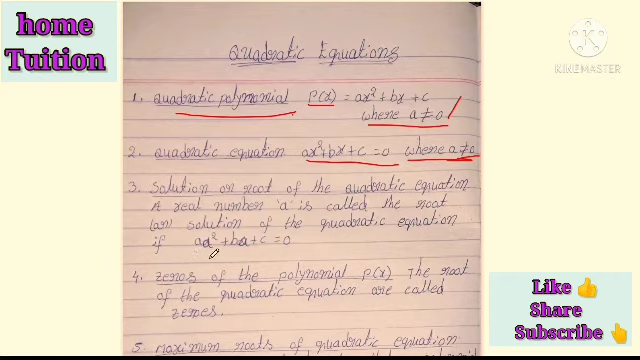 home
Tuition
KINEMASTER
Quadratic Equations
1. Quadratic polynomial P(x) = ax² + bx + c
where a ≠ 0
2. Quadratic equation ax² + bx + c = 0 where a ≠ 0
3. Solution or root of the quadratic equation
A real number 'a' is called the root
(or) solution of the quadratic equation
if aa² + ba + c = 0
4. Zeros of the polynomial P(x) The root
of the quadratic equation are called
zeroes.
5. Maximum roots of quadratic equation
Like 👍
Share
Subscribe 👆